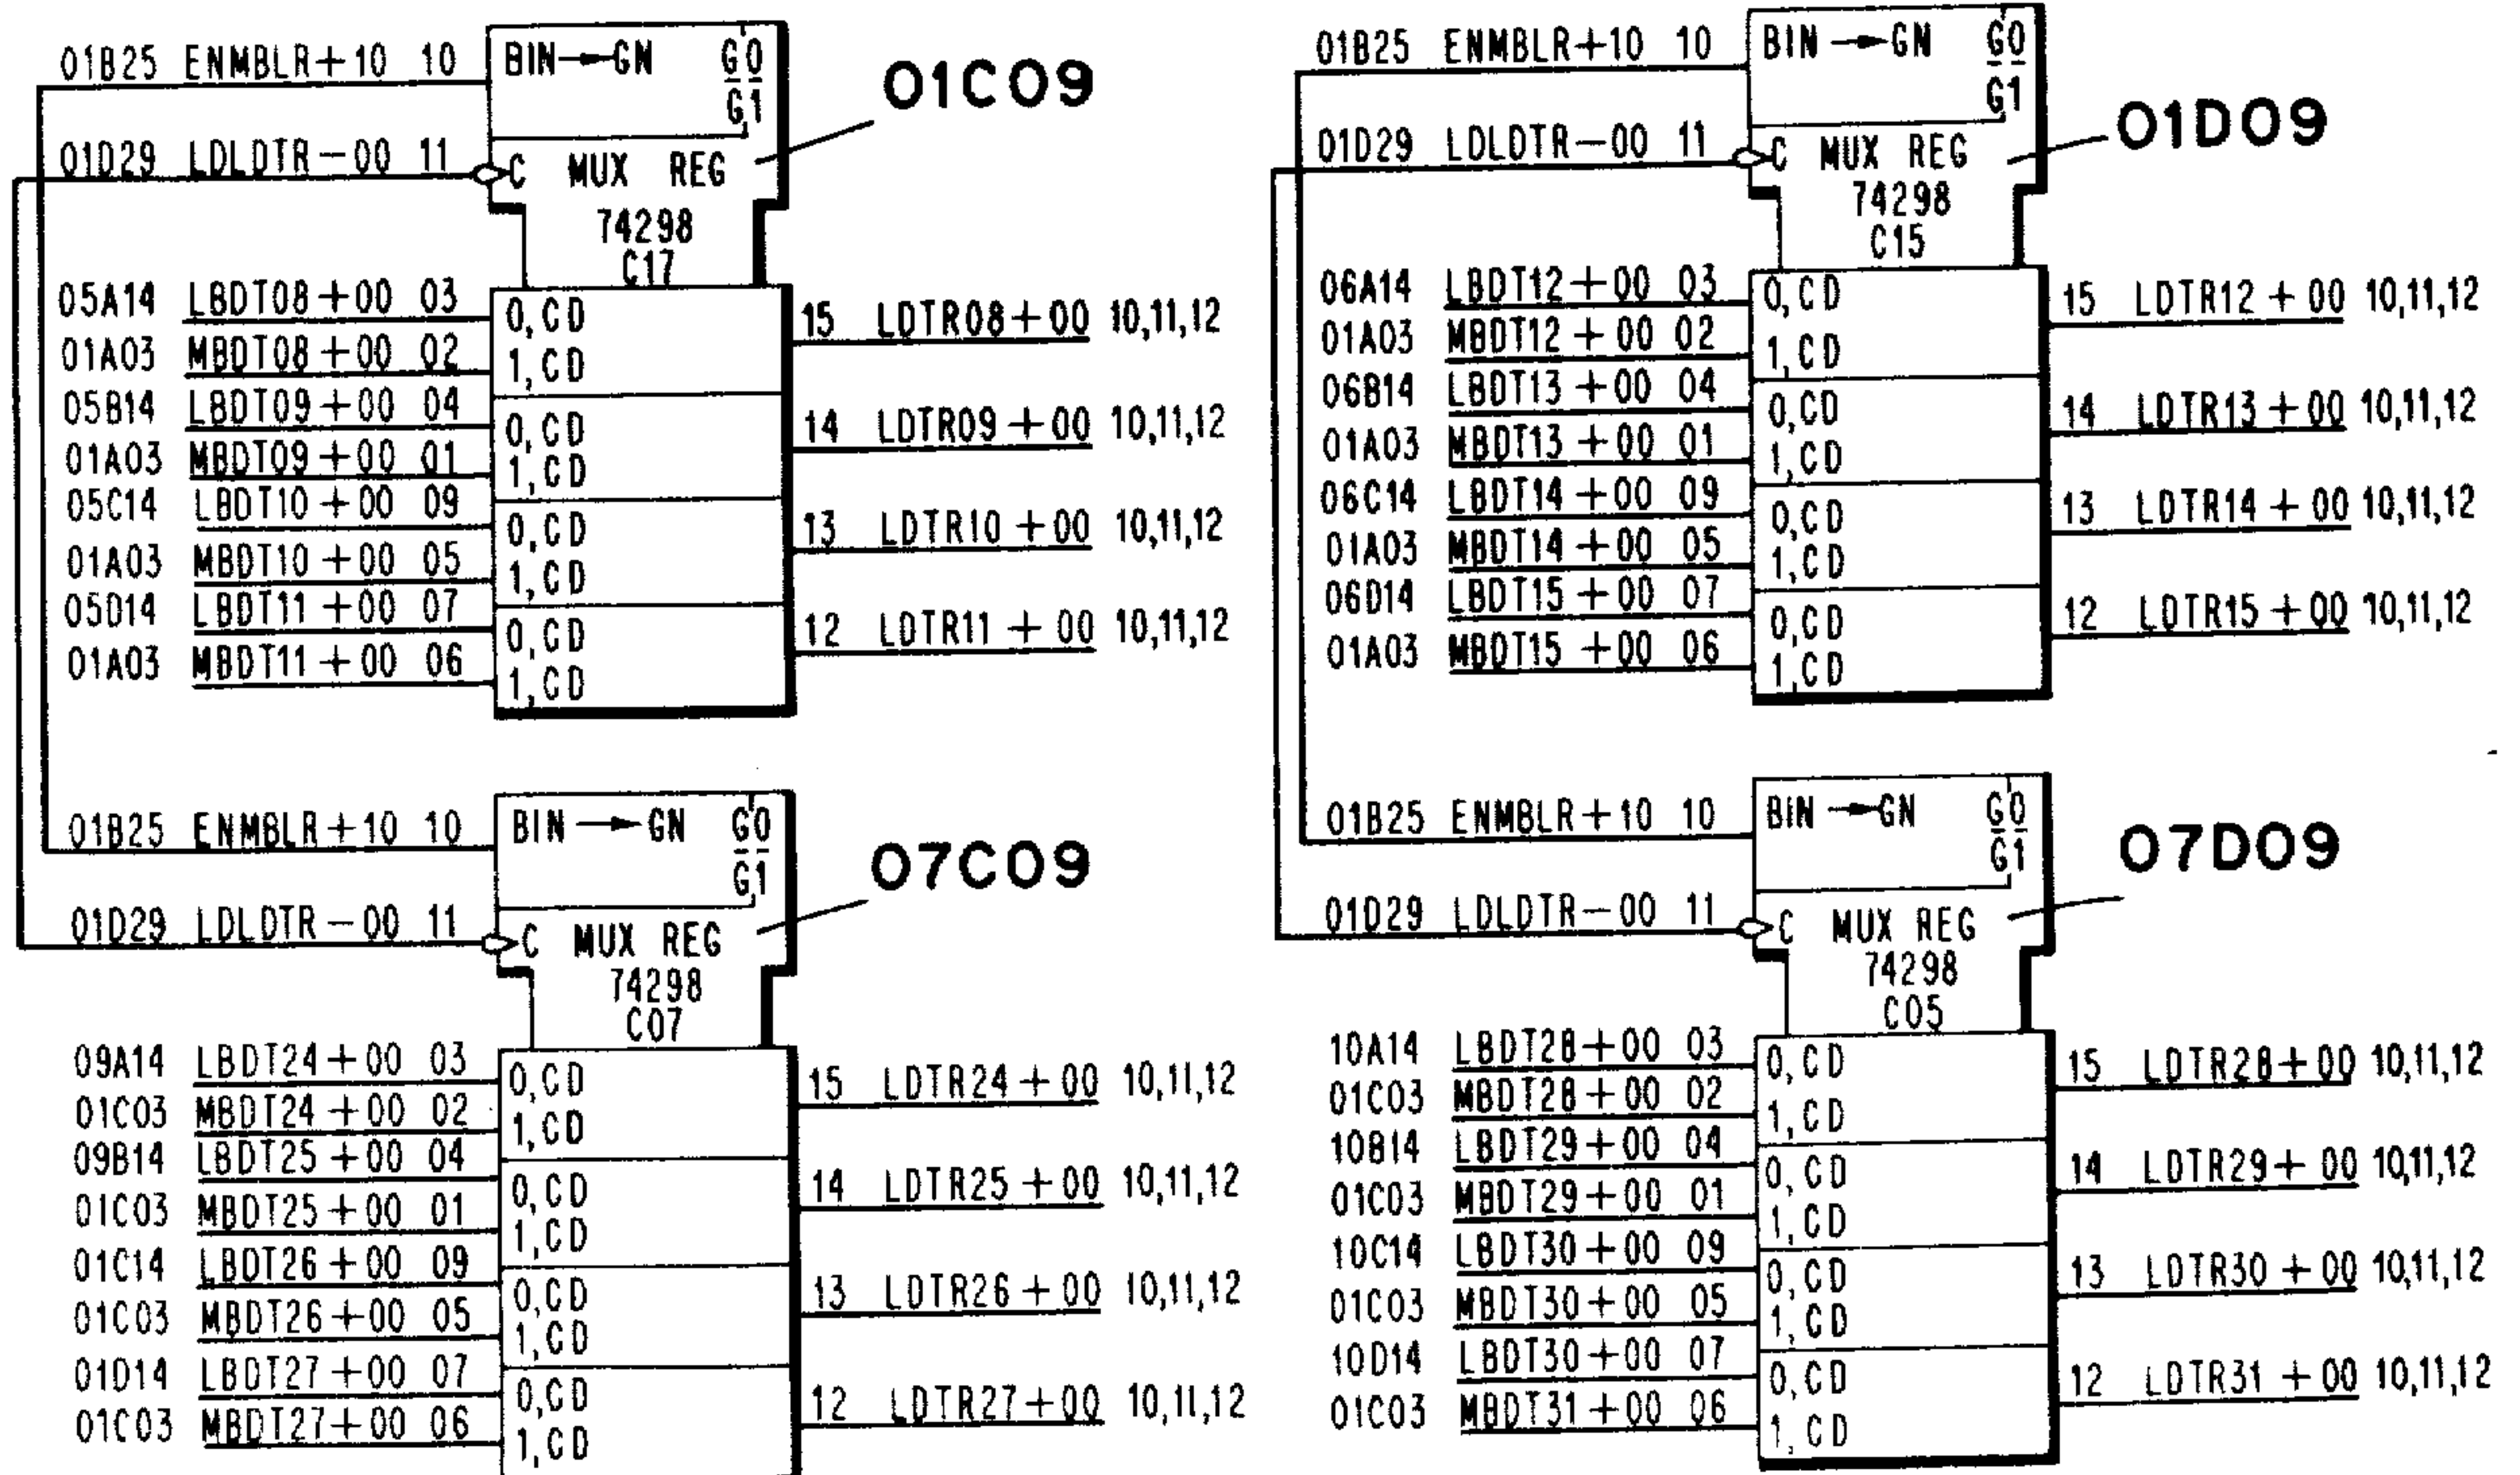 01B25 ENMBLR+10 10 BIN→GN G0
G1
01C09
01D29 LDLDTR-00 11 C MUX REG
74298
C17
05A14 LBDT08+00 03 0,CD 15 LDTR08+00 10,11,12
01A03 MBDT08+00 02 1,CD
05B14 LBDT09+00 04 0,CD 14 LDTR09+00 10,11,12
01A03 MBDT09+00 01 1,CD
05C14 LBDT10+00 09 0,CD 13 LDTR10+00 10,11,12
01A03 MBDT10+00 05 1,CD
05D14 LBDT11+00 07 0,CD 12 LDTR11+00 10,11,12
01A03 MBDT11+00 06 1,CD
01B25 ENMBLR+10 10 BIN→GN G0
G1
07C09
01D29 LDLDTR-00 11 C MUX REG
74298
C07
09A14 LBDT24+00 03 0,CD 15 LDTR24+00 10,11,12
01C03 MBDT24+00 02 1,CD
09B14 LBDT25+00 04 0,CD 14 LDTR25+00 10,11,12
01C03 MBDT25+00 01 1,CD
01C14 LBDT26+00 09 0,CD 13 LDTR26+00 10,11,12
01C03 MBDT26+00 05 1,CD
01D14 LBDT27+00 07 0,CD 12 LDTR27+00 10,11,12
01C03 MBDT27+00 06 1,CD
01B25 ENMBLR+10 10 BIN→GN G0
G1
01D09
01D29 LDLDTR-00 11 C MUX REG
74298
C15
06A14 LBDT12+00 03 0,CD 15 LDTR12+00 10,11,12
01A03 MBDT12+00 02 1,CD
06B14 LBDT13+00 04 0,CD 14 LDTR13+00 10,11,12
01A03 MBDT13+00 01 1,CD
06C14 LBDT14+00 09 0,CD 13 LDTR14+00 10,11,12
01A03 MBDT14+00 05 1,CD
06D14 LBDT15+00 07 0,CD 12 LDTR15+00 10,11,12
01A03 MBDT15+00 06 1,CD
01B25 ENMBLR+10 10 BIN→GN G0
G1
07D09
01D29 LDLDTR-00 11 C MUX REG
74298
C05
10A14 LBDT28+00 03 0,CD 15 LDTR28+00 10,11,12
01C03 MBDT28+00 02 1,CD
10B14 LBDT29+00 04 0,CD 14 LDTR29+00 10,11,12
01C03 MBDT29+00 01 1,CD
10C14 LBDT30+00 09 0,CD 13 LDTR30+00 10,11,12
01C03 MBDT30+00 05 1,CD
10D14 LBDT30+00 07 0,CD 12 LDTR31+00 10,11,12
01C03 MBDT31+00 06 1,CD